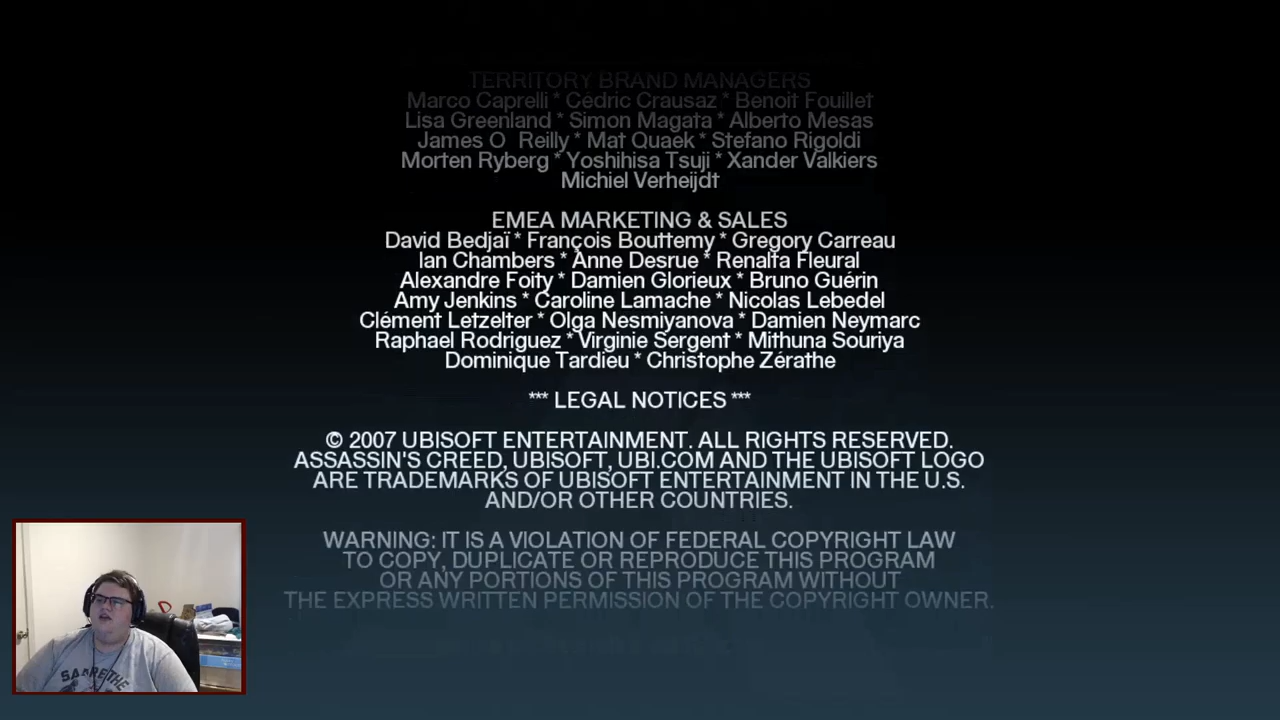 TERRITORY BRAND MANAGERS
Marco Caprelli * Cédric Crausaz * Benoit Fouillet
Lisa Greenland * Simon Magata * Alberto Mesas
James O Reilly * Mat Quaek * Stefano Rigoldi
Morten Ryberg * Yoshihisa Tsuji * Xander Valkiers
Michiel Verheijdt
EMEA MARKETING & SALES
David Bedjaï * François Bouttemy * Gregory Carreau
Ian Chambers * Anne Desrue * Renalta Fleural
Alexandre Foity * Damien Glorieux * Bruno Guérin
Amy Jenkins * Caroline Lamache * Nicolas Lebedel
Clément Letzelter * Olga Nesmiyanova * Damien Neymarc
Raphael Rodriguez * Virginie Sergent * Mithuna Souriya
Dominique Tardieu * Christophe Zérathe
*** LEGAL NOTICES ***
© 2007 UBISOFT ENTERTAINMENT. ALL RIGHTS RESERVED.
ASSASSIN'S CREED, UBISOFT, UBI.COM AND THE UBISOFT LOGO
ARE TRADEMARKS OF UBISOFT ENTERTAINMENT IN THE U.S.
AND/OR OTHER COUNTRIES.
WARNING: IT IS A VIOLATION OF FEDERAL COPYRIGHT LAW
TO COPY, DUPLICATE OR REPRODUCE THIS PROGRAM
OR ANY PORTIONS OF THIS PROGRAM WITHOUT
THE EXPRESS WRITTEN PERMISSION OF THE COPYRIGHT OWNER.
THE